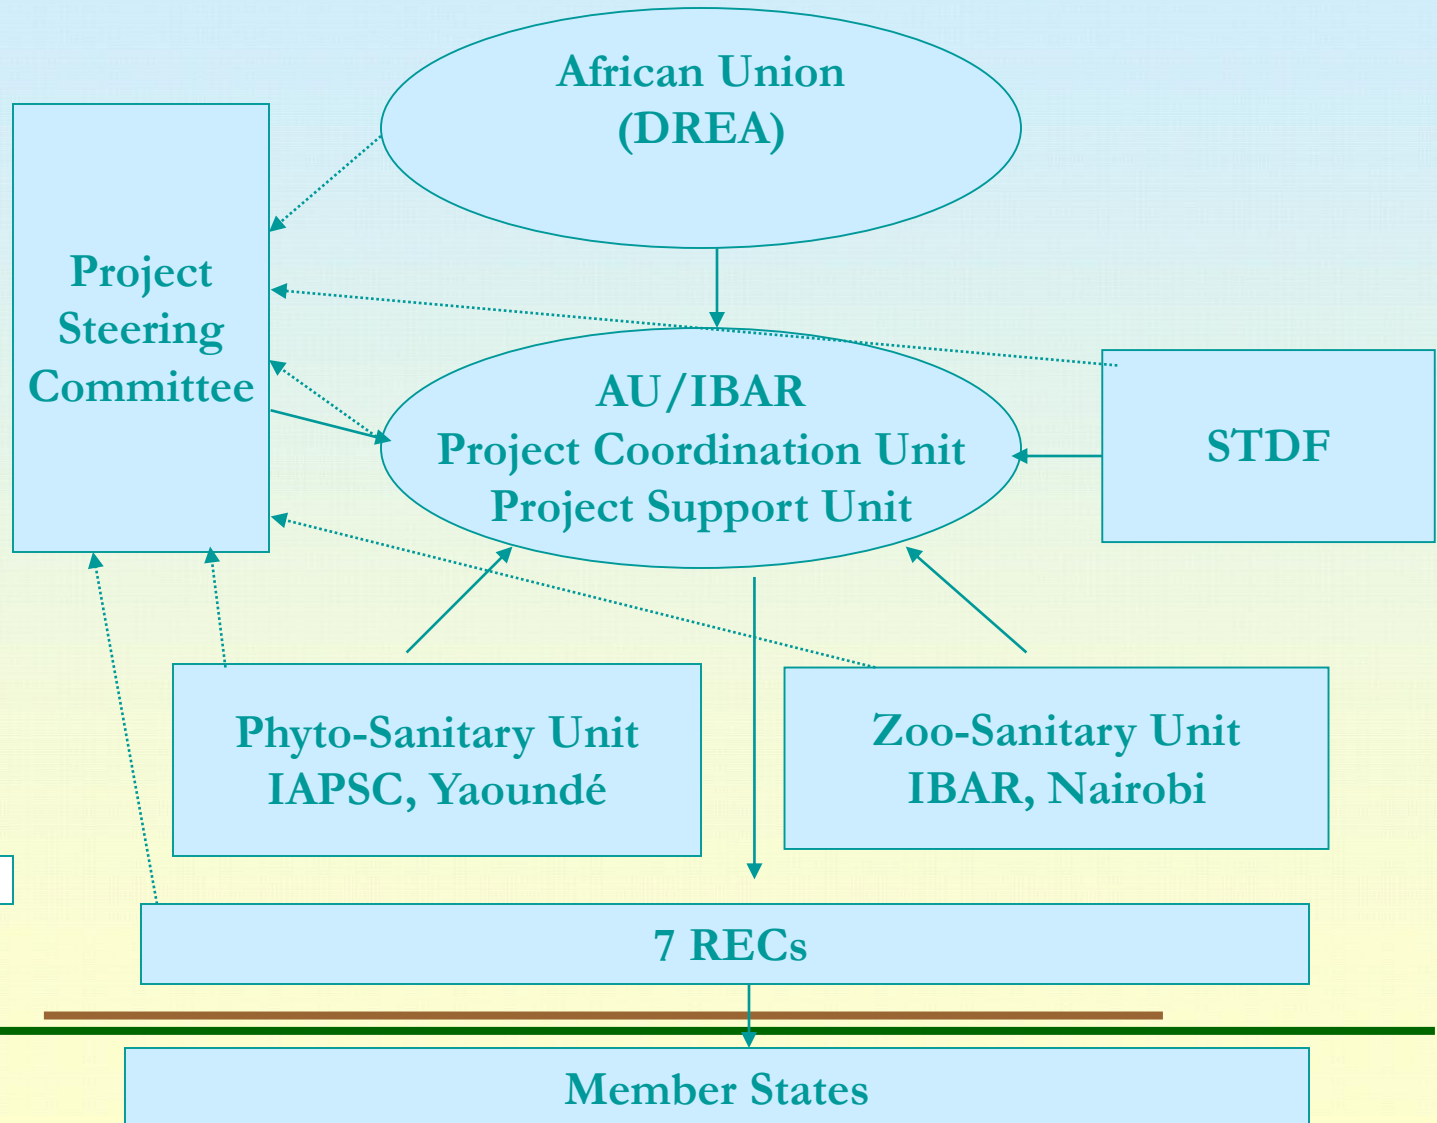 African Union
(DREA)
Project
Steering
Committee
AU/IBAR
Project Coordination Unit
Project Support Unit
STDF
Phyto-Sanitary Unit
IAPSC, Yaoundé
Zoo-Sanitary Unit
IBAR, Nairobi
7 RECs
Member States